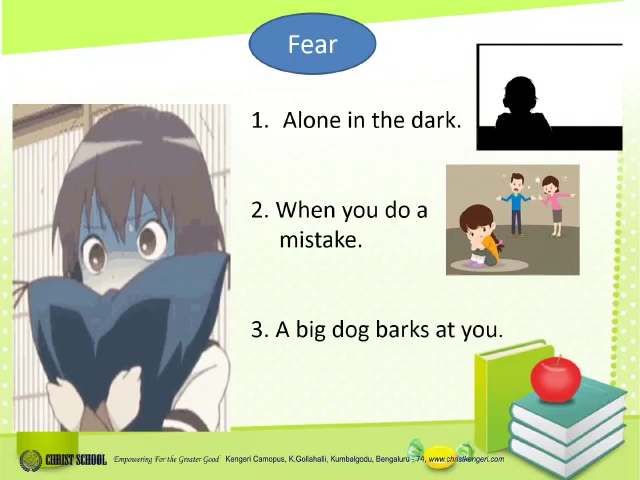 Fear
1. Alone in the dark.
2. When you do a
mistake.
3. A big dog barks at you.
CHRIST SCHOOL Empowering For the Greater Good Kengeri Camopus, K.Gollahalli, Kumbalgodu, Bengaluru - 74, www.christkengeri.com